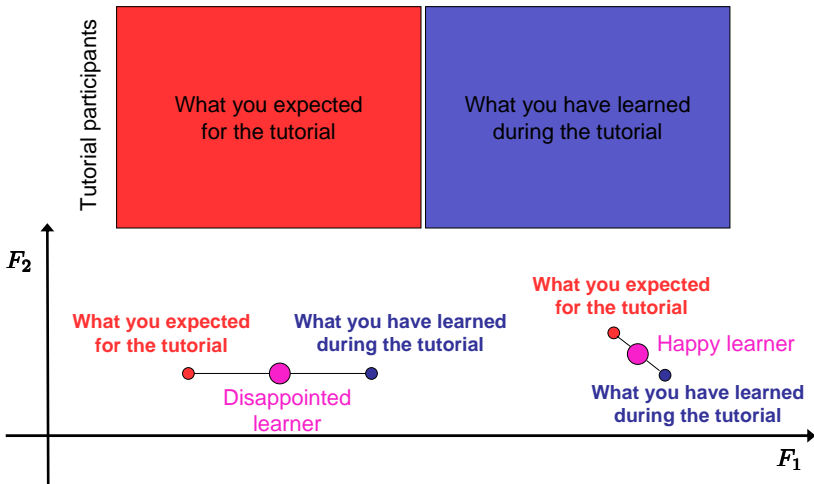 Tutorial participants
What you expected
for the tutorial
What you have learned
during the tutorial
F2
What you expected
for the tutorial
What you have learned
during the tutorial
Disappointed
learner
What you expected
for the tutorial
Happy learner
What you have learned
during the tutorial
F1